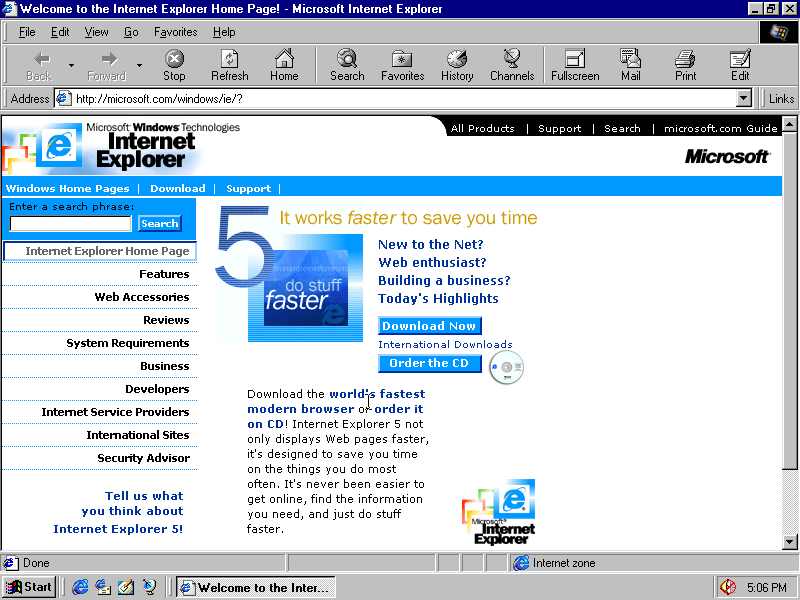 Welcome to the Internet Explorer Home Page! - Microsoft Internet Explorer
File Edit View Go Favorites Help
Back Forward Stop Refresh Home Search Favorites History Channels Fullscreen Mail Print Edit
Address http://microsoft.com/windows/ie/? Links
All Products | Support | Search | microsoft.com Guide
Microsoft® Windows® Technologies
Internet
Explorer
Microsoft
Windows Home Pages | Download | Support |
Enter a search phrase:
Search
Internet Explorer Home Page
Features
Web Accessories
Reviews
System Requirements
Business
Developers
Internet Service Providers
International Sites
Security Advisor
Tell us what
you think about
Internet Explorer 5!
5
It works faster to save you time
do stuff
faster
New to the Net?
Web enthusiast?
Building a business?
Today's Highlights
Download Now
International Downloads
Order the CD
Download the world's fastest
modern browser or order it
on CD! Internet Explorer 5 not
only displays Web pages faster,
it's designed to save you time
on the things you do most
often. It's never been easier to
get online, find the information
you need, and just do stuff
faster.
Microsoft®
Internet
Explorer
Done Internet zone
Start Welcome to the Inter... 5:06 PM